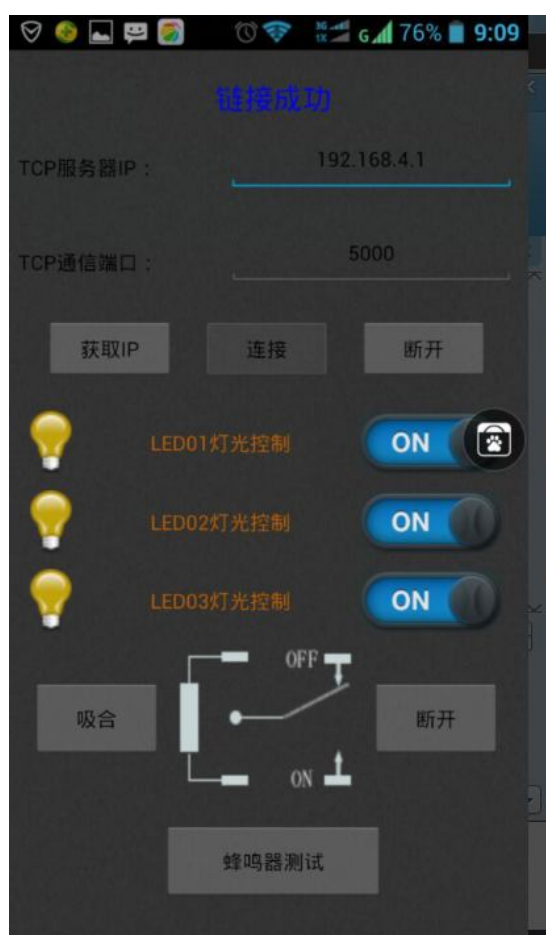 3G
1X
G
76%
9:09
链接成功
TCP服务器IP：
192.168.4.1
TCP通信端口：
5000
获取IP
连接
断开
LED01灯光控制
ON
LED02灯光控制
ON
LED03灯光控制
ON
OFF
吸合
断开
ON
蜂鸣器测试